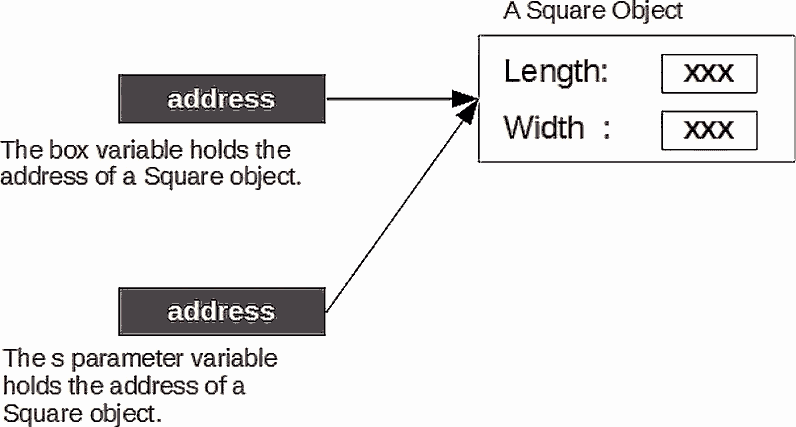 A Square Object
Length: xxx
address
Width : xxx
The box variable holds the
address of a Square object.
address
The s parameter variable
holds the address of a
Square object.